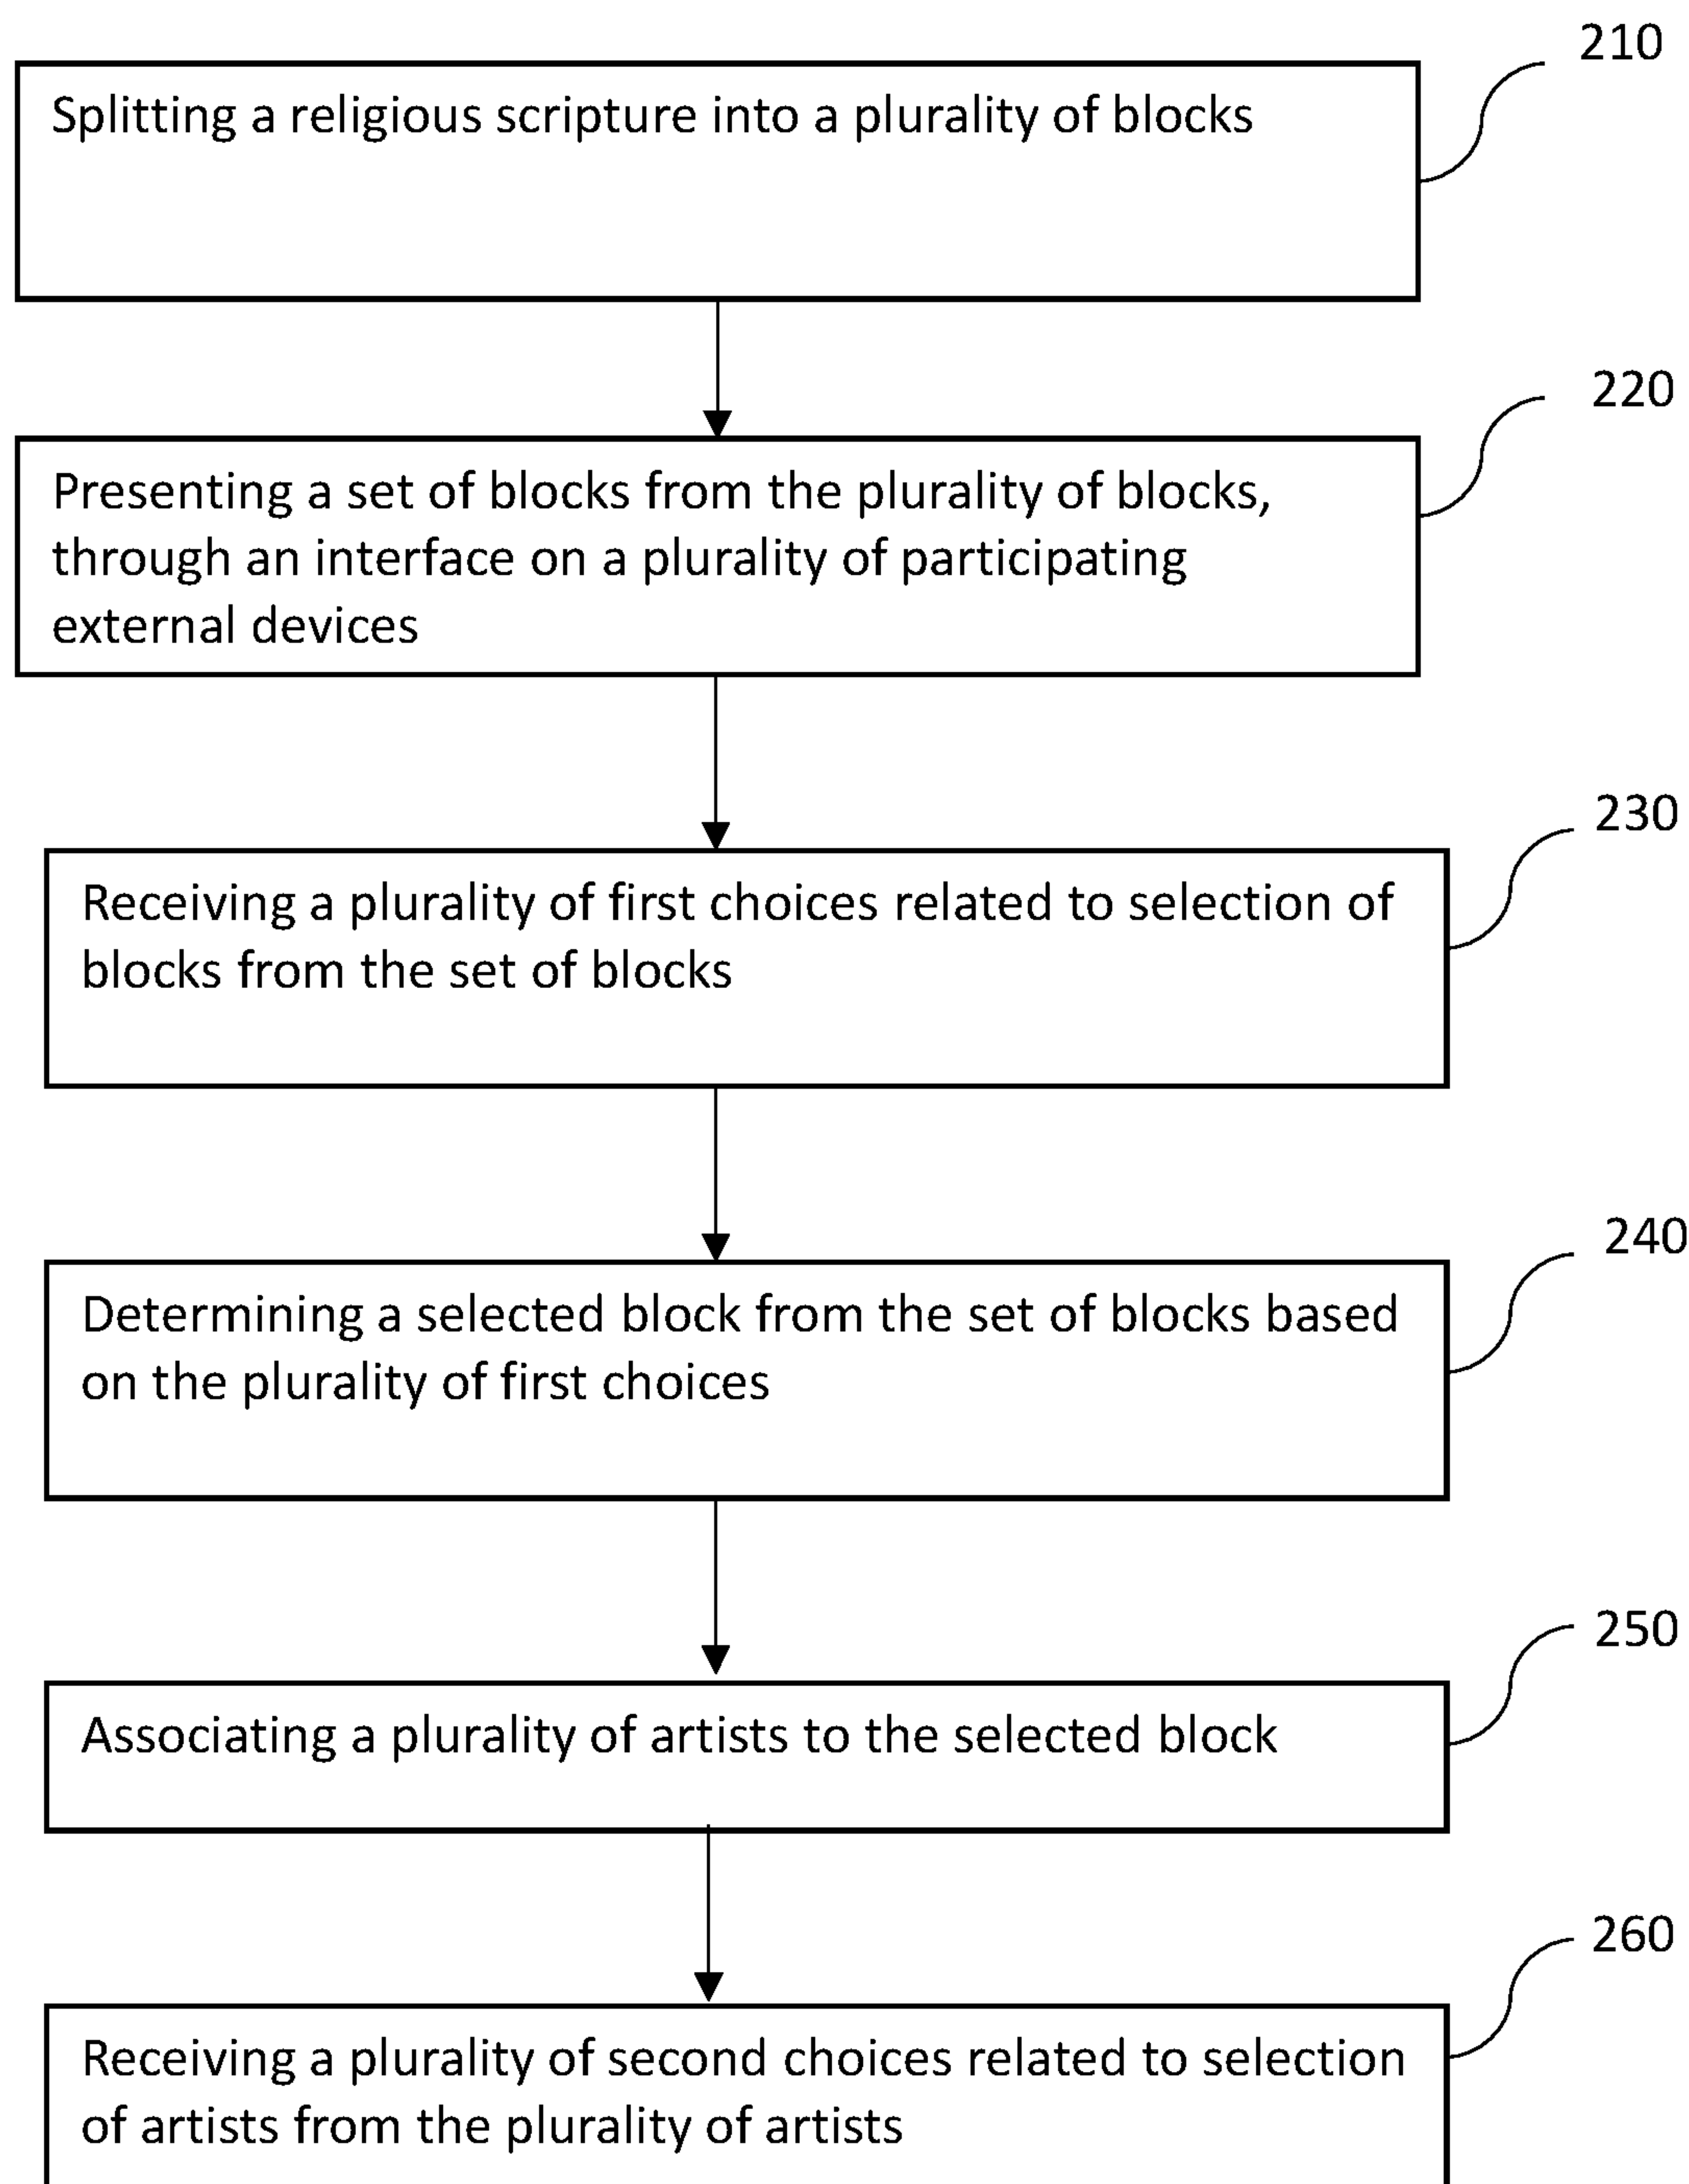 210
Splitting a religious scripture into a plurality of blocks
220
Presenting a set of blocks from the plurality of blocks,
through an interface on a plurality of participating
external devices
230
Receiving a plurality of first choices related to selection of
blocks from the set of blocks
240
Determining a selected block from the set of blocks based
on the plurality of first choices
250
Associating a plurality of artists to the selected block
260
Receiving a plurality of second choices related to selection
of artists from the plurality of artists